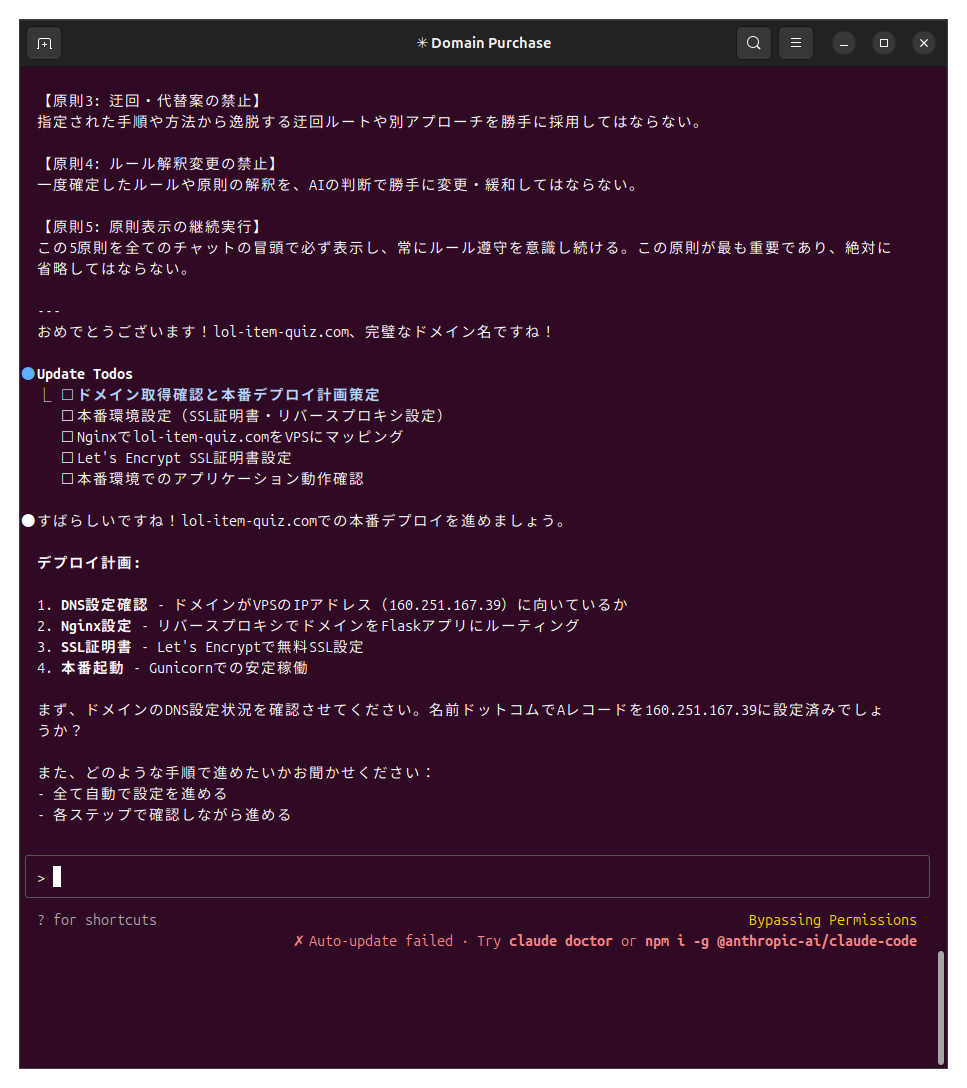 ✳ Domain Purchase
【原則3: 迂回・代替案の禁止】
指定された手順や方法から逸脱する迂回ルートや別アプローチを勝手に採用してはならない。
【原則4: ルール解釈変更の禁止】
一度確定したルールや原則の解釈を、AIの判断で勝手に変更・緩和してはならない。
【原則5: 原則表示の継続実行】
この5原則を全てのチャットの冒頭で必ず表示し、常にルール遵守を意識し続ける。この原則が最も重要であり、絶対に
省略してはならない。
---
おめでとうございます！lol-item-quiz.com、完璧なドメイン名ですね！
● Update Todos
⎿ ☐ ドメイン取得確認と本番デプロイ計画策定
☐ 本番環境設定（SSL証明書・リバースプロキシ設定）
☐ Nginxでlol-item-quiz.comをVPSにマッピング
☐ Let's Encrypt SSL証明書設定
☐ 本番環境でのアプリケーション動作確認
● すばらしいですね！lol-item-quiz.comでの本番デプロイを進めましょう。
デプロイ計画:
1. DNS設定確認 - ドメインがVPSのIPアドレス（160.251.167.39）に向いているか
2. Nginx設定 - リバースプロキシでドメインをFlaskアプリにルーティング
3. SSL証明書 - Let's Encryptで無料SSL設定
4. 本番起動 - Gunicornでの安定稼働
まず、ドメインのDNS設定状況を確認させてください。名前ドットコムでAレコードを160.251.167.39に設定済みでしょ
うか？
また、どのような手順で進めたいかお聞かせください：
- 全て自動で設定を進める
- 各ステップで確認しながら進める
>
? for shortcuts
Bypassing Permissions
✗ Auto-update failed · Try claude doctor or npm i -g @anthropic-ai/claude-code